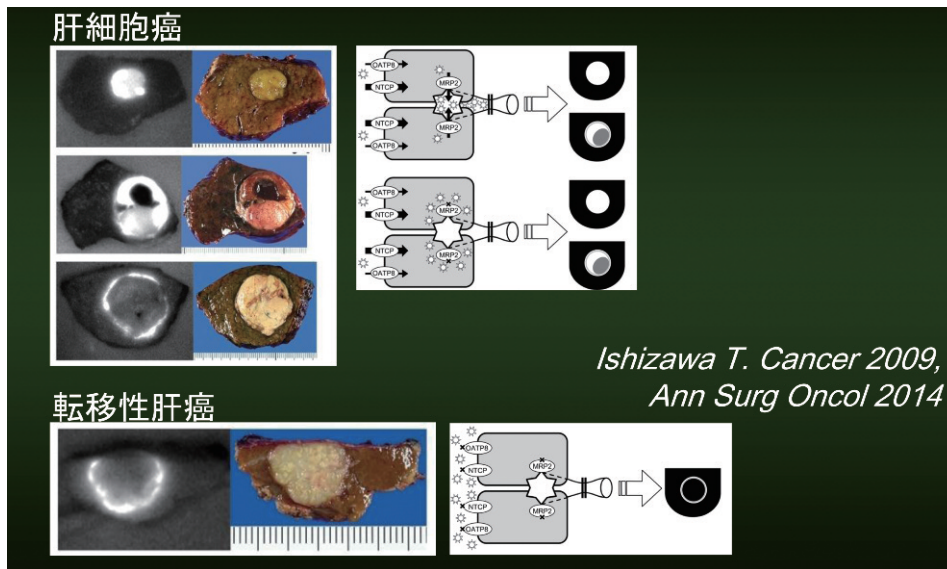 肝細胞癌
OATP8
NTCP
MRP2
NTCP
OATP8
MRP2
OATP8
NTCP
MRP2
NTCP
OATP8
MRP2
Ishizawa T. Cancer 2009,
Ann Surg Oncol 2014
転移性肝癌
OATP8
NTCP
MRP2
NTCP
OATP8
MRP2